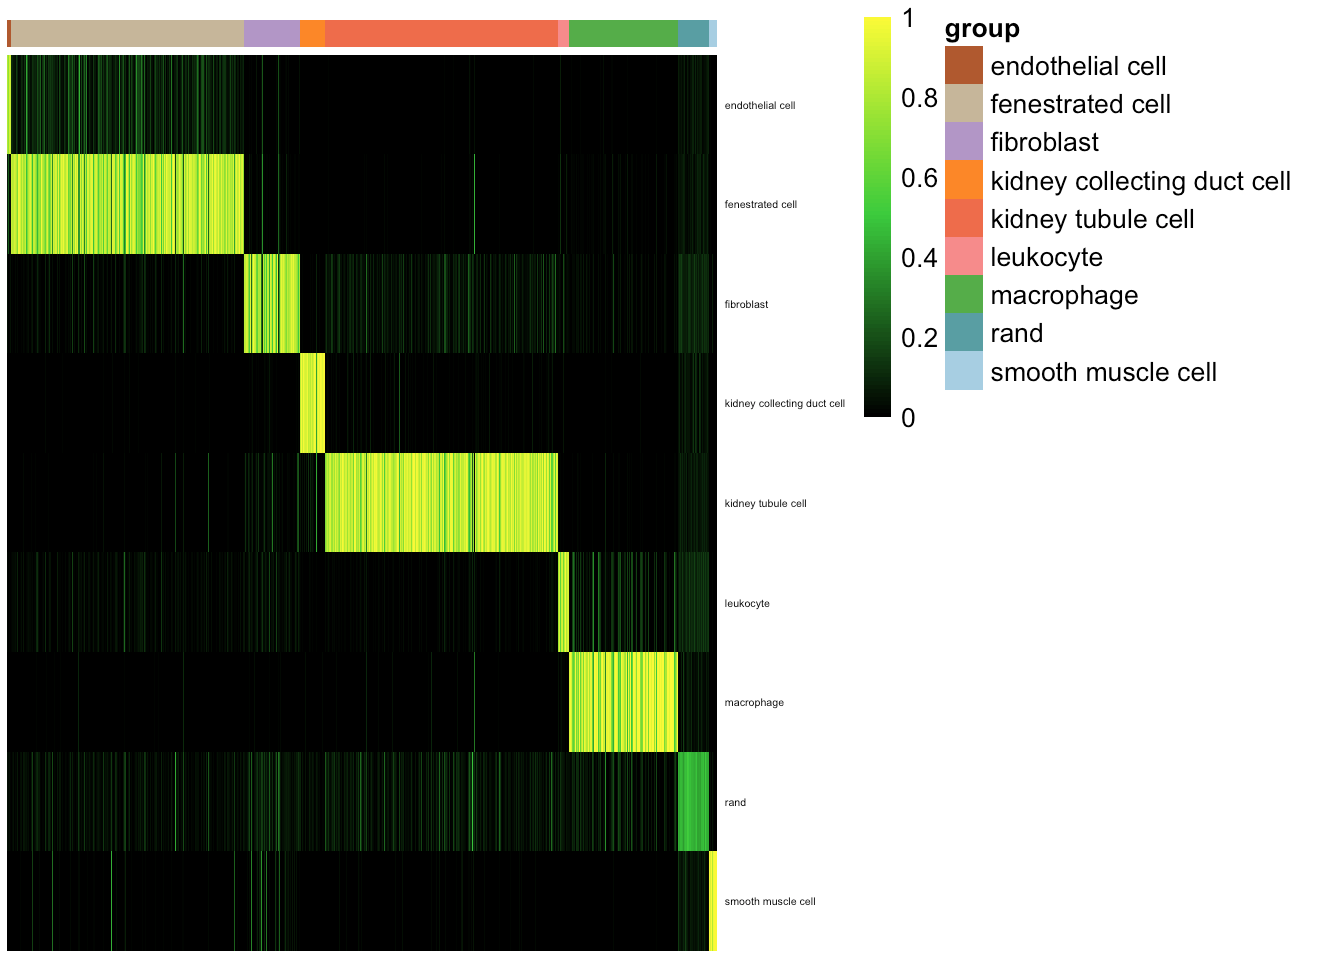 endothelial cell
fenestrated cell
fibroblast
kidney collecting duct cell
kidney tubule cell
leukocyte
macrophage
rand
smooth muscle cell
1
0.8
0.6
0.4
0.2
0
group
endothelial cell
fenestrated cell
fibroblast
kidney collecting duct cell
kidney tubule cell
leukocyte
macrophage
rand
smooth muscle cell